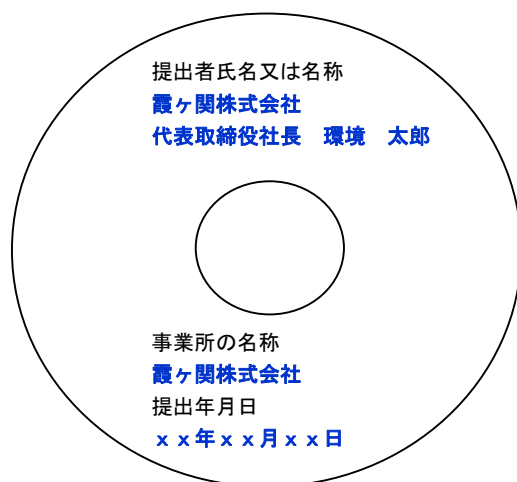 提出者氏名又は名称
霞ヶ関株式会社
代表取締役社長　環境　太郎
事業所の名称
霞ヶ関株式会社
提出年月日
ｘｘ年ｘｘ月ｘｘ日